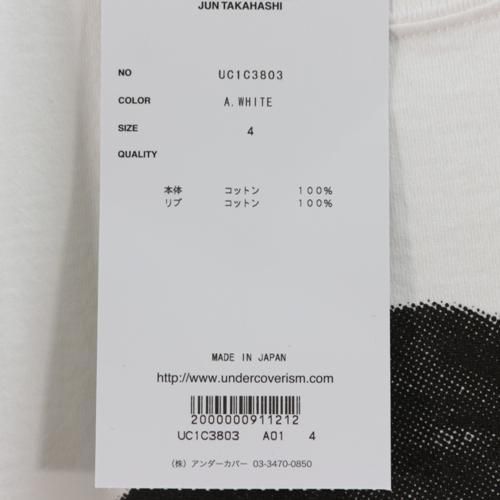 JUN TAKAHASHI
NO UC1C3803
COLOR A.WHITE
SIZE 4
QUALITY
本体 コットン 100%
リブ コットン 100%
MADE IN JAPAN
http://www.undercoverism.com
2000000911212
UC1C3803 A01 4
(株) アンダーカバー 03-3470-0850